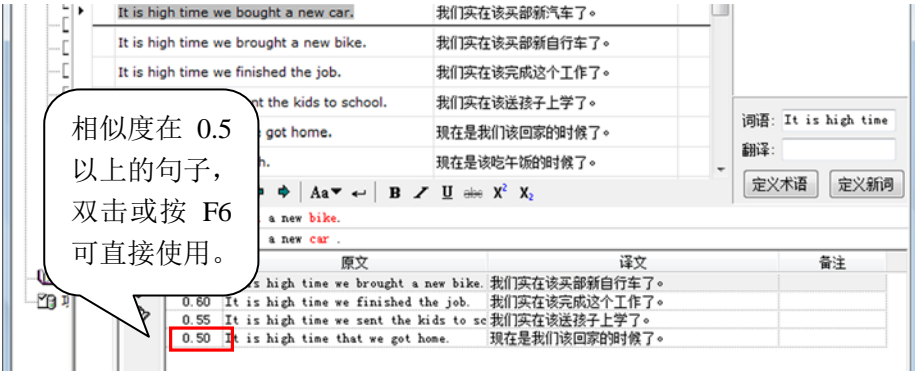 It is high time we bought a new car. 我们实在该买部新汽车了。
It is high time we brought a new bike. 我们实在该买部新自行车了。
It is high time we finished the job. 我们实在该完成这个工作了。
the kids to school. 我们实在该送孩子上学了。
got home. 现在是我们该回家的时候了。
现在是该吃午饭的时候了。
词语: It is high time
翻译:
定义术语 定义新词
相似度在 0.5
以上的句子，
双击或按 F6
可直接使用。
Aa B I U abc X² X₂
a new bike.
a new car .
原文 译文 备注
high time we brought a new bike. 我们实在该买部新自行车了。
0.60 It is high time we finished the job. 我们实在该完成这个工作了。
0.55 It is high time we sent the kids to sc 我们实在该送孩子上学了。
0.50 It is high time that we got home. 现在是我们该回家的时候了。